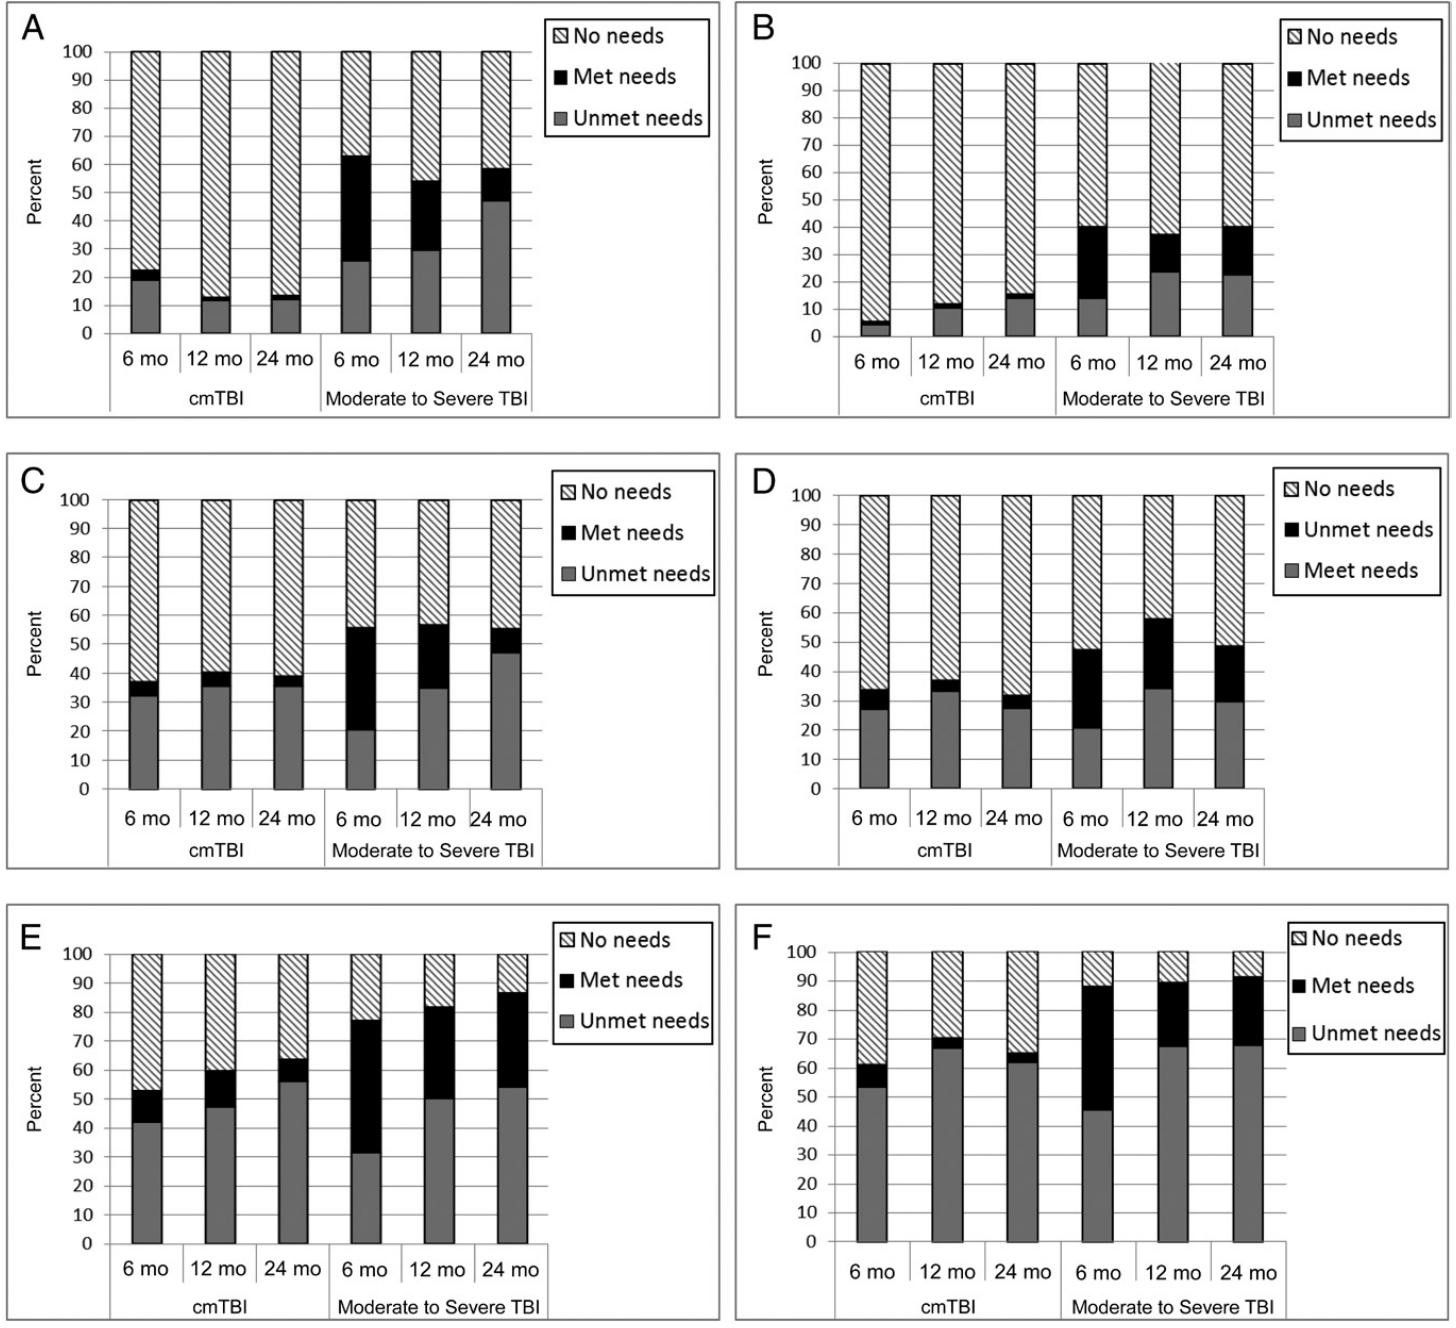 A
No needs
Met needs
Unmet needs
100
90
80
70
60
50
40
30
20
10
0
Percent
6 mo 12 mo 24 mo 6 mo 12 mo 24 mo
cmTBI Moderate to Severe TBI
B
No needs
Met needs
Unmet needs
100
90
80
70
60
50
40
30
20
10
0
Percent
6 mo 12 mo 24 mo 6 mo 12 mo 24 mo
cmTBI Moderate to Severe TBI
C
No needs
Met needs
Unmet needs
100
90
80
70
60
50
40
30
20
10
0
Percent
6 mo 12 mo 24 mo 6 mo 12 mo 24 mo
cmTBI Moderate to Severe TBI
D
No needs
Unmet needs
Meet needs
100
90
80
70
60
50
40
30
20
10
0
Percent
6 mo 12 mo 24 mo 6 mo 12 mo 24 mo
cmTBI Moderate to Severe TBI
E
No needs
Met needs
Unmet needs
100
90
80
70
60
50
40
30
20
10
0
Percent
6 mo 12 mo 24 mo 6 mo 12 mo 24 mo
cmTBI Moderate to Severe TBI
F
No needs
Met needs
Unmet needs
100
90
80
70
60
50
40
30
20
10
0
Percent
6 mo 12 mo 24 mo 6 mo 12 mo 24 mo
cmTBI Moderate to Severe TBI